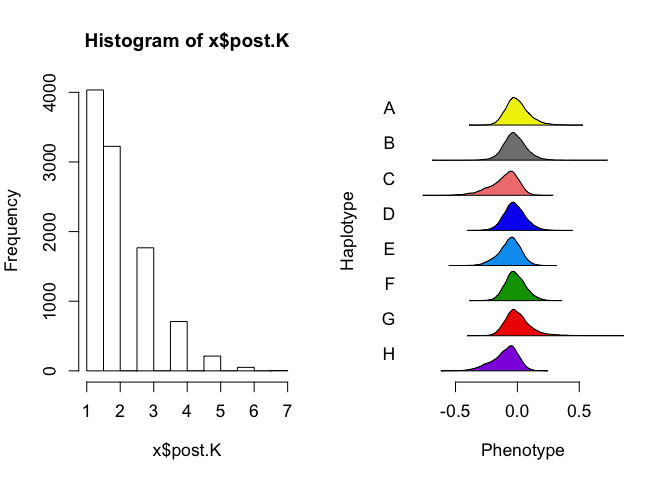 Histogram of x$post.K
Frequency
0
1000
2000
3000
4000
1 2 3 4 5 6 7
x$post.K
Haplotype
A
B
C
D
E
F
G
H
-0.5 0.0 0.5
Phenotype